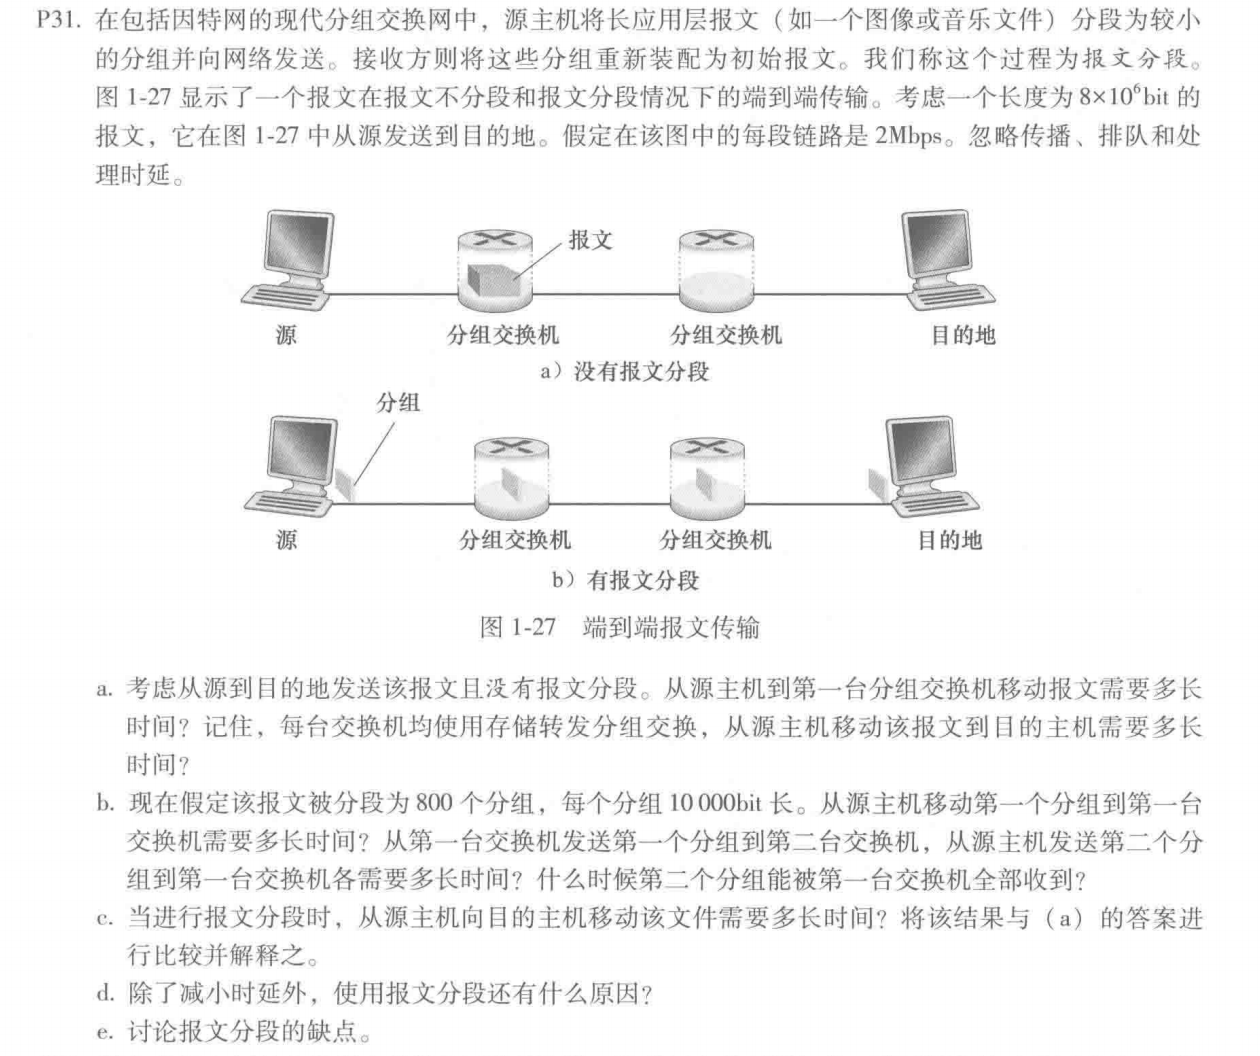 P31. 在包括因特网的现代分组交换网中，源主机将长应用层报文（如一个图像或音乐文件）分段为较小
的分组并向网络发送。接收方则将这些分组重新装配为初始报文。我们称这个过程为报文分段。
图 1-27 显示了一个报文在报文不分段和报文分段情况下的端到端传输。考虑一个长度为 8×10⁶bit 的
报文，它在图 1-27 中从源发送到目的地。假定在该图中的每段链路是 2Mbps。忽略传播、排队和处
理时延。
报文
源 分组交换机 分组交换机 目的地
a）没有报文分段
分组
源 分组交换机 分组交换机 目的地
b）有报文分段
图 1-27 端到端报文传输
a. 考虑从源到目的地发送该报文且没有报文分段。从源主机到第一台分组交换机移动报文需要多长
时间？记住，每台交换机均使用存储转发分组交换，从源主机移动该报文到目的主机需要多长
时间？
b. 现在假定该报文被分段为 800 个分组，每个分组 10 000bit 长。从源主机移动第一个分组到第一台
交换机需要多长时间？从第一台交换机发送第一个分组到第二台交换机，从源主机发送第二个分
组到第一台交换机各需要多长时间？什么时候第二个分组能被第一台交换机全部收到？
c. 当进行报文分段时，从源主机向目的主机移动该文件需要多长时间？将该结果与（a）的答案进
行比较并解释之。
d. 除了减小时延外，使用报文分段还有什么原因？
e. 讨论报文分段的缺点。